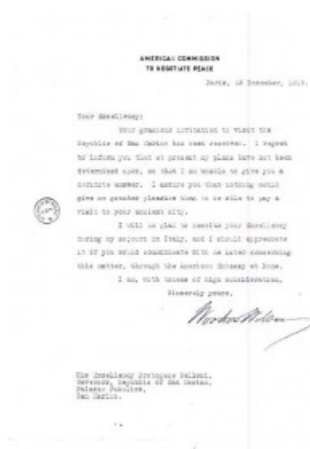 AMERICAN COMMISSION
TO NEGOTIATE PEACE
Paris, December, 1918.
Your Excellency:
Your gracious invitation to visit the
Republic of San Marino has been received. I regret
to inform you that at present my plans have not been
determined upon, so that I am unable to give you a
definite answer. I assure you that nothing would
give me greater pleasure than to be able to pay a
visit to your ancient city.
I will be glad to receive your Excellency
during my sojourn in Italy, and I should appreciate
it if you would communicate with me later concerning
this matter, through the American Embassy at Rome.
I am, with assurance of high consideration,
Sincerely yours,
Woodrow Wilson
His Excellency
Governor, Republic of San Marino,
San Marino.